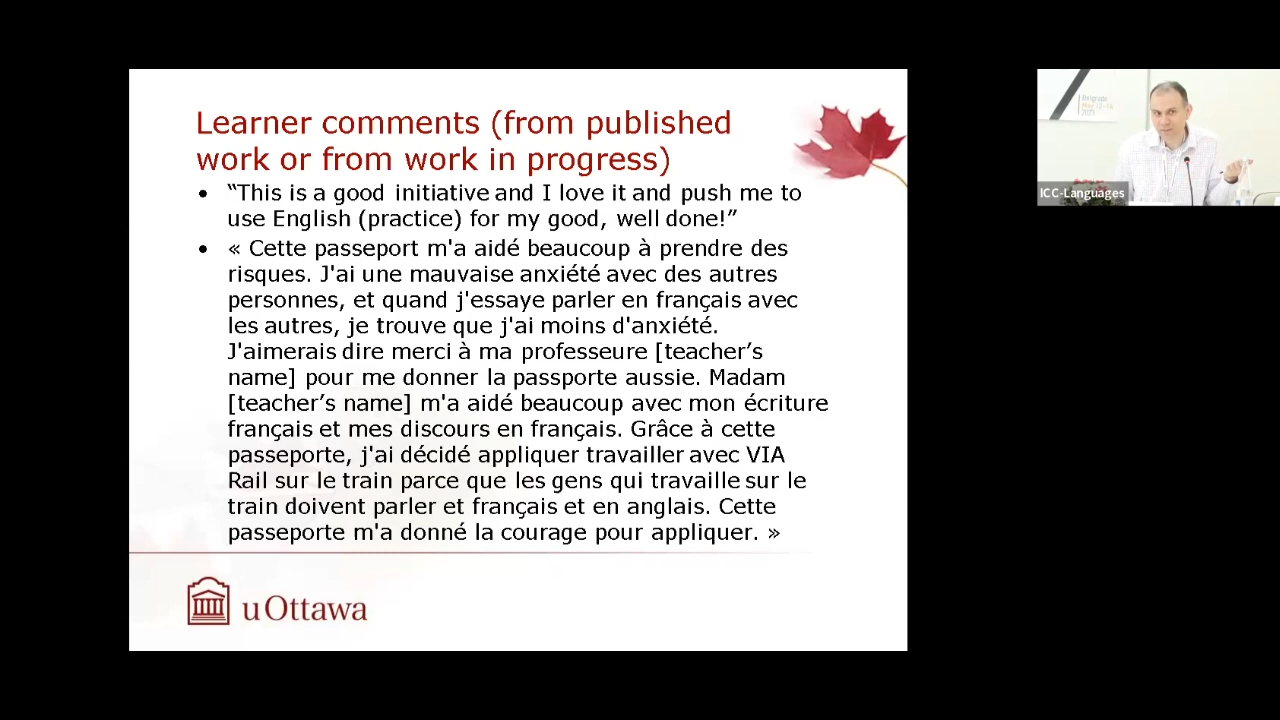 Learner comments (from published
work or from work in progress)
• “This is a good initiative and I love it and push me to
use English (practice) for my good, well done!”
• « Cette passeport m'a aidé beaucoup à prendre des
risques. J'ai une mauvaise anxiété avec des autres
personnes, et quand j'essaye parler en français avec
les autres, je trouve que j'ai moins d'anxiété.
J'aimerais dire merci à ma professeure [teacher’s
name] pour me donner la passporte aussie. Madam
[teacher’s name] m'a aidé beaucoup avec mon écriture
français et mes discours en français. Grâce à cette
passeporte, j'ai décidé appliquer travailler avec VIA
Rail sur le train parce que les gens qui travaille sur le
train doivent parler et français et en anglais. Cette
passeporte m'a donné la courage pour appliquer. »
uOttawa
Belgrade
2025
ICC-Languages